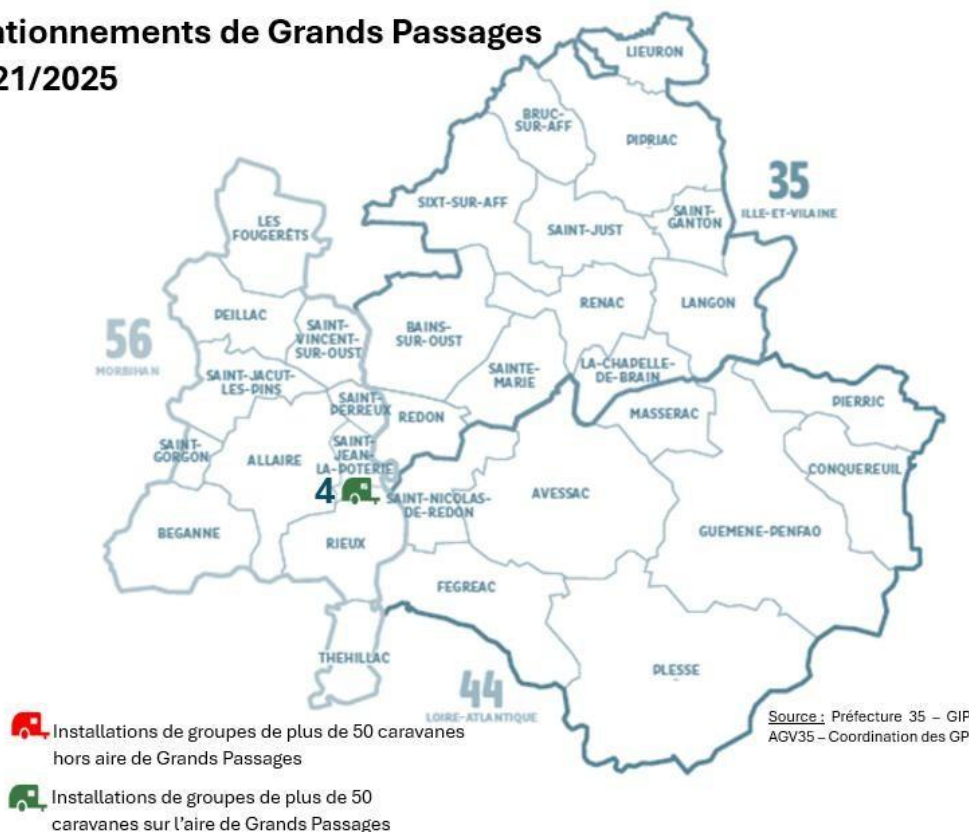 ationnements de Grands Passages
21/2025
LIEURON
BRUC-
SUR-AFF
PIPRIAC
35
ILLE-ET-VILAINE
SIXT-SUR-AFF
SAINT-
GANTON
SAINT-JUST
LES
FOUGERÊTS
PEILLAC
RENAC
LANGON
56
MORBIHAN
SAINT-
VINCENT-
SUR-OUST
BAINS-
SUR-OUST
SAINTE-
MARIE
LA-CHAPELLE-
DE-BRAIN
SAINT-JACUT-
LES-PINS
SAINT-
PERREUX
REDON
MASSERAC
PIERRIC
SAINT-
GORGON
ALLAIRE
SAINT-
JEAN-
LA-POTERIE
CONQUEREUIL
4
SAINT-NICOLAS-
DE-REDON
AVESSAC
BEGANNE
RIEUX
GUEMENE-PENFAO
FEGREAC
THEHILLAC
PLESSE
44
LOIRE-ATLANTIQUE
Source : Préfecture 35 – GIP
AGV35 – Coordination des GP
Installations de groupes de plus de 50 caravanes
hors aire de Grands Passages
Installations de groupes de plus de 50
caravanes sur l'aire de Grands Passages